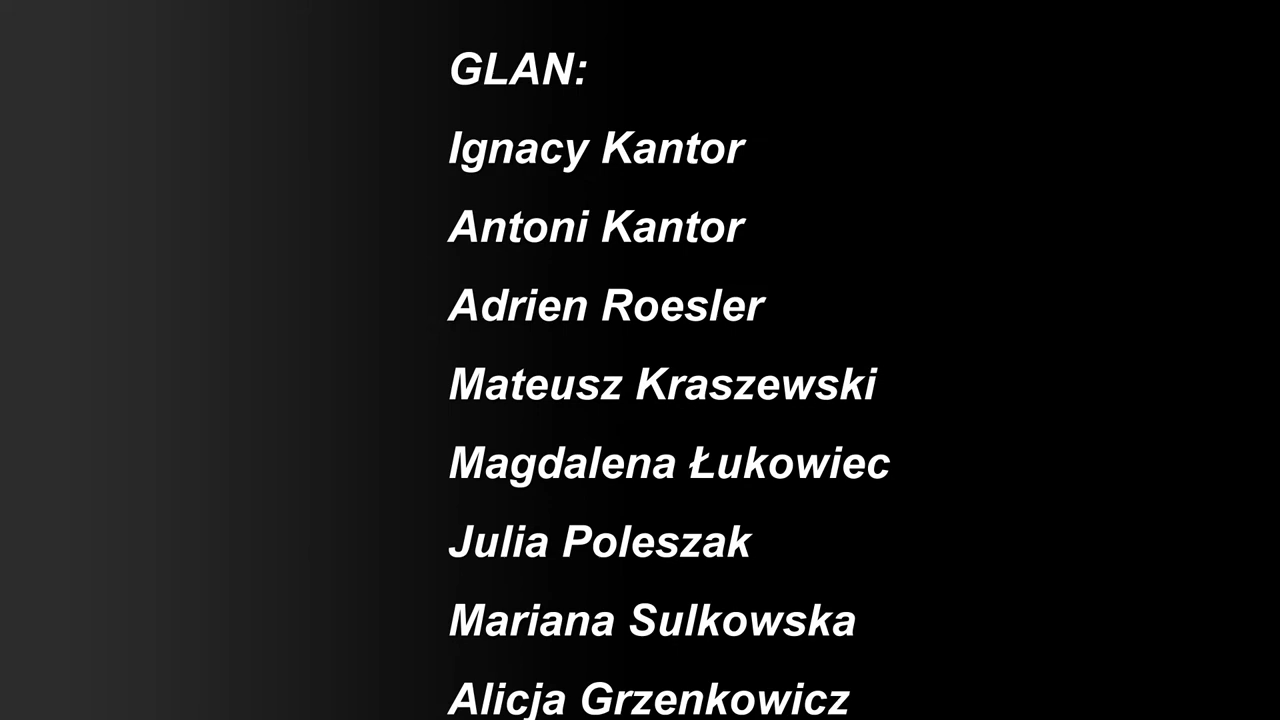 GLAN:
Ignacy Kantor
Antoni Kantor
Adrien Roesler
Mateusz Kraszewski
Magdalena Łukowiec
Julia Poleszak
Mariana Sulkowska
Alicja Grzenkowicz